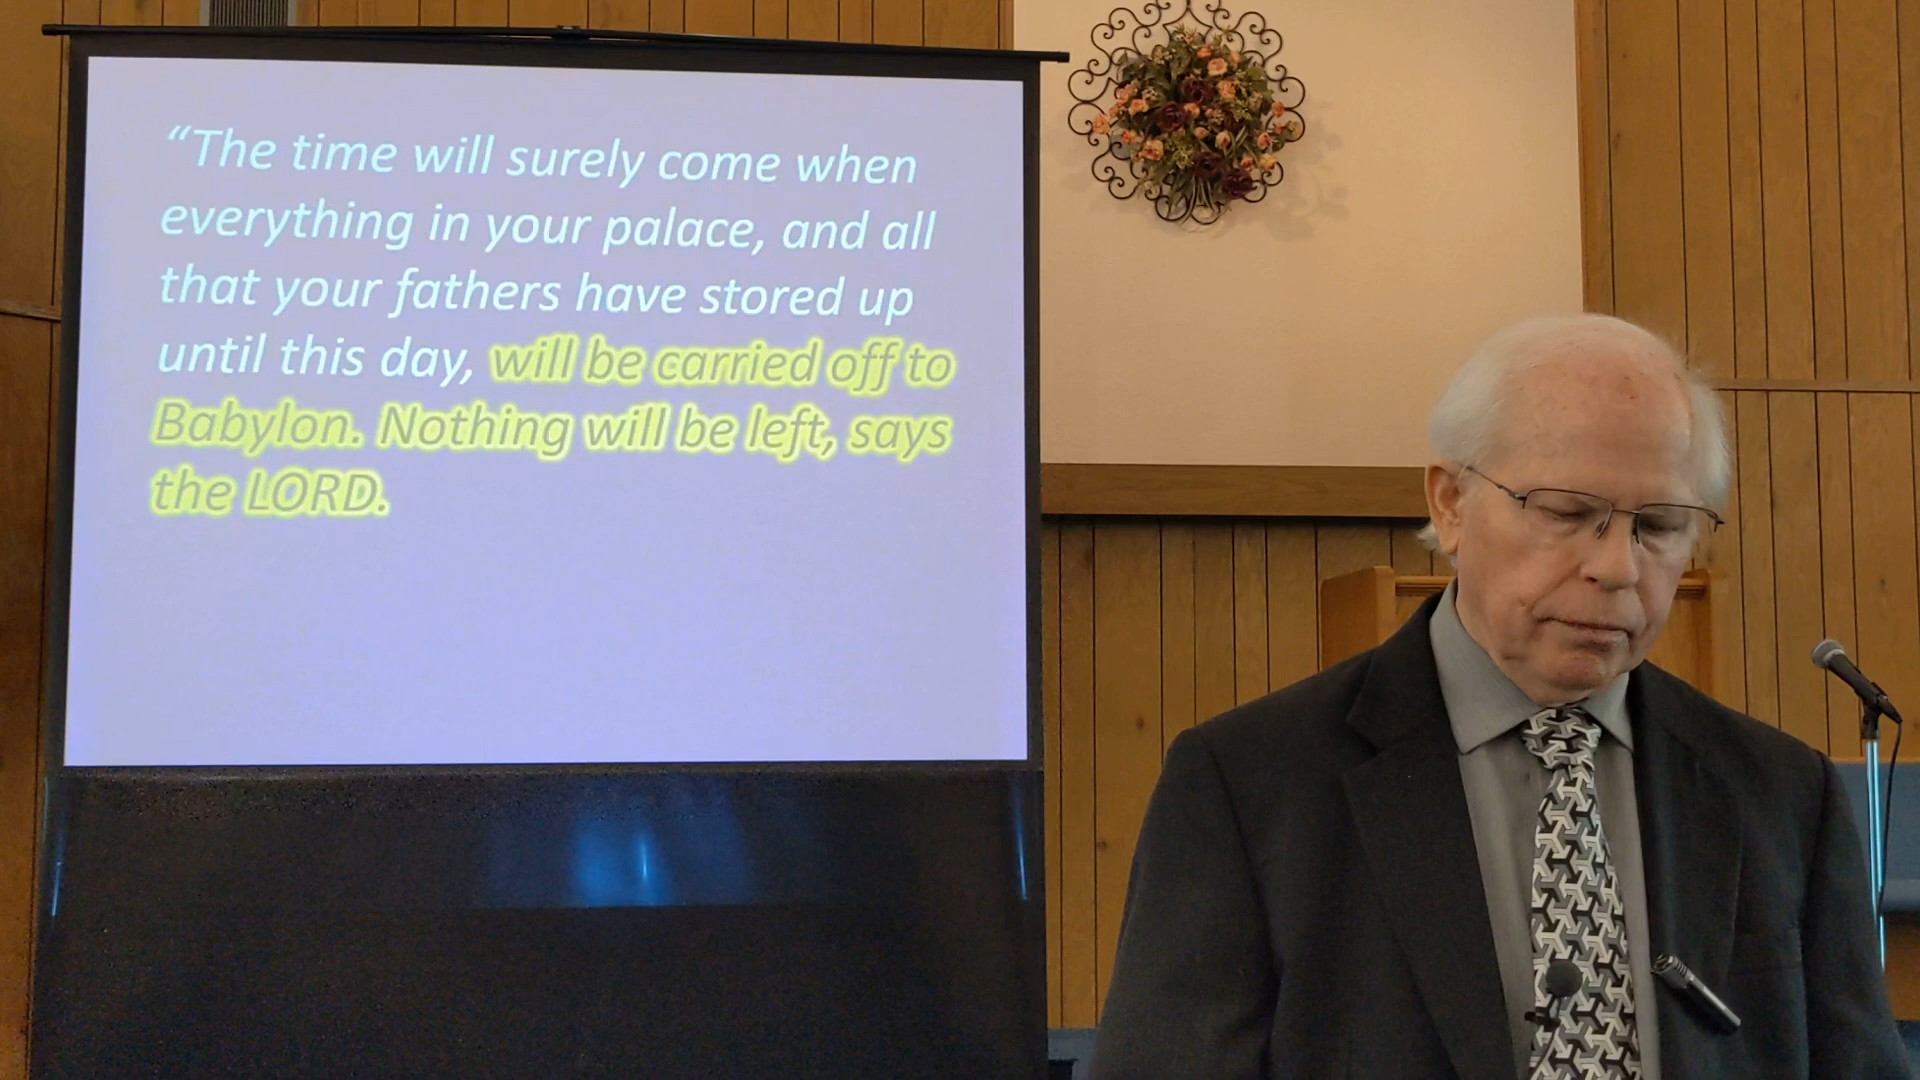 “The time will surely come when
everything in your palace, and all
that your fathers have stored up
until this day, will be carried off to
Babylon. Nothing will be left, says
the LORD.